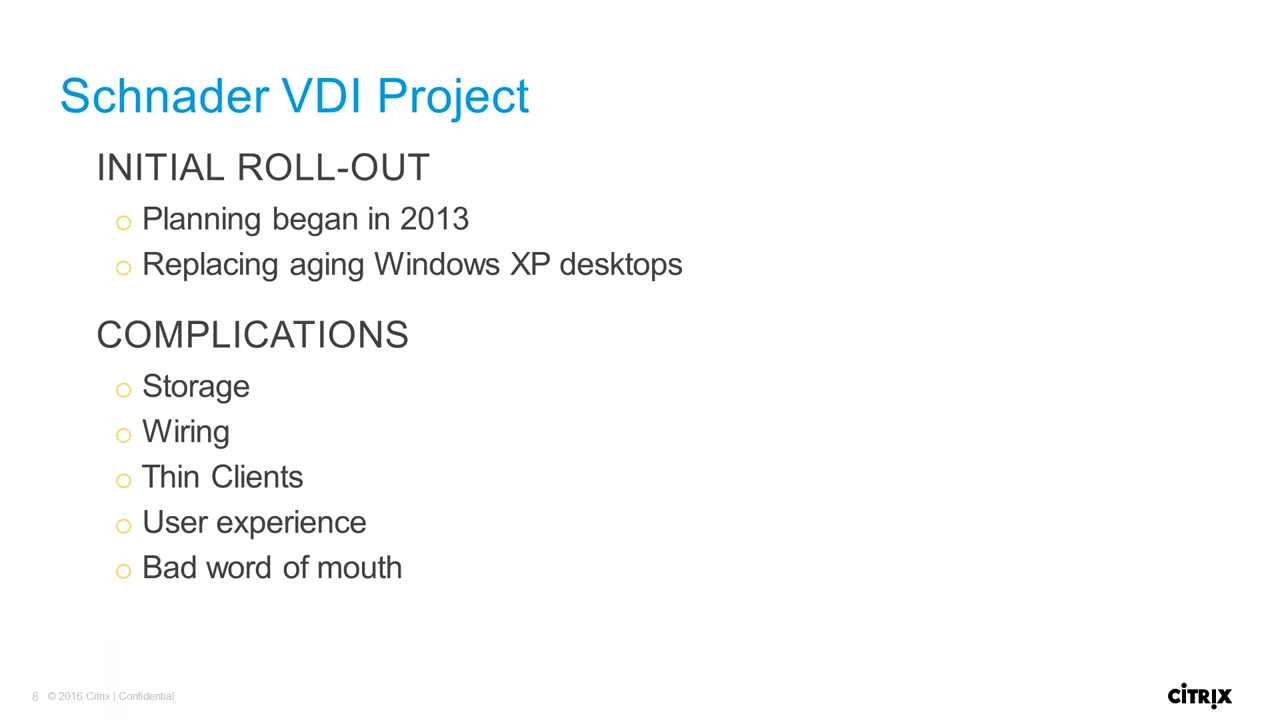 Schnader VDI Project
INITIAL ROLL-OUT
o Planning began in 2013
o Replacing aging Windows XP desktops
COMPLICATIONS
o Storage
o Wiring
o Thin Clients
o User experience
o Bad word of mouth
8 © 2016 Citrix | Confidential
CITRIX